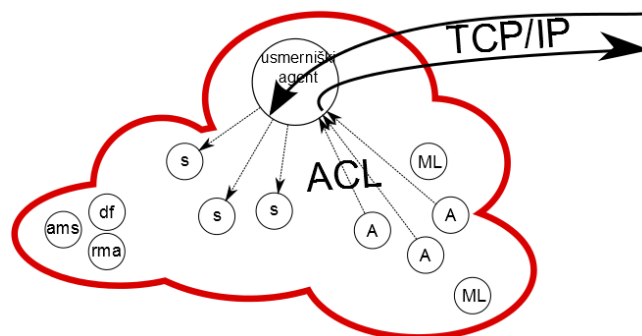 TCP/IP
usmerniški
agent
s
ML
ACL
s
s
A
A
A
df
ams
rma
ML